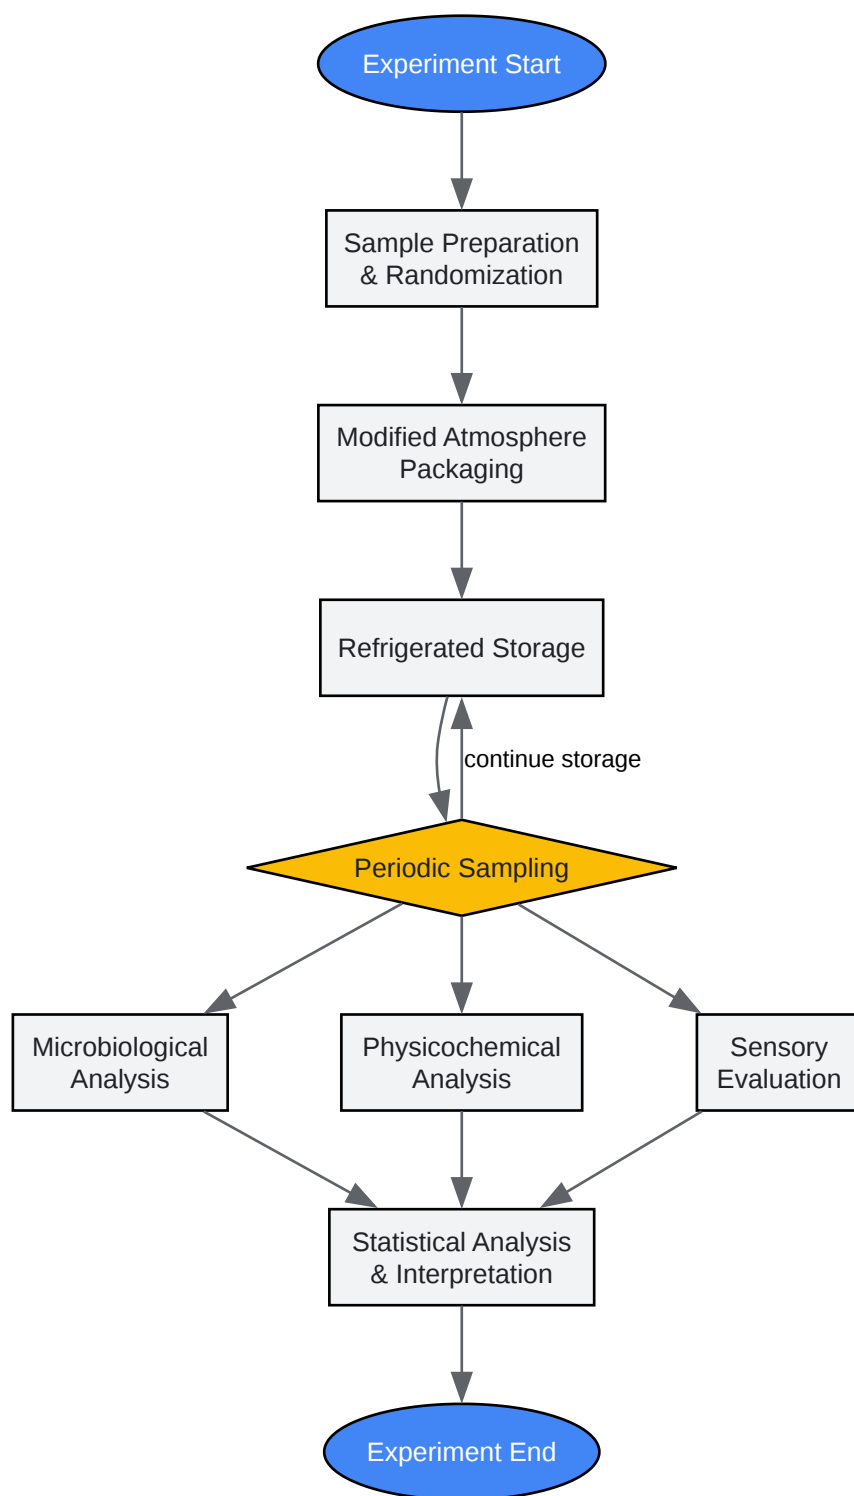 Experiment Start
Sample Preparation
& Randomization
Modified Atmosphere
Packaging
Refrigerated Storage
continue storage
Periodic Sampling
Microbiological
Analysis
Physicochemical
Analysis
Sensory
Evaluation
Statistical Analysis
& Interpretation
Experiment End